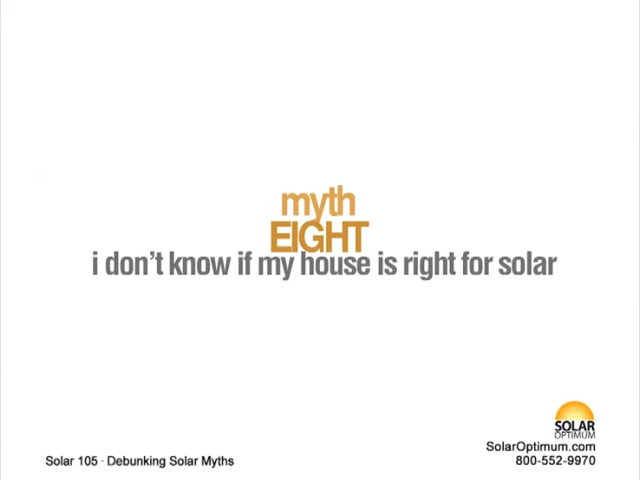 myth
EIGHT
i don't know if my house is right for solar
SOLAR
OPTIMUM
SolarOptimum.com
800-552-9970
Solar 105 · Debunking Solar Myths